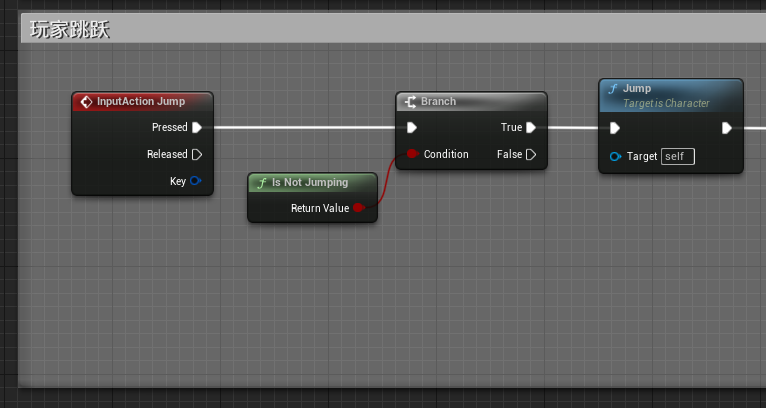 玩家跳跃
InputAction Jump
Pressed
Released
Key
Is Not Jumping
Return Value
Branch
True
Condition
False
Jump
Target is Character
Target
self